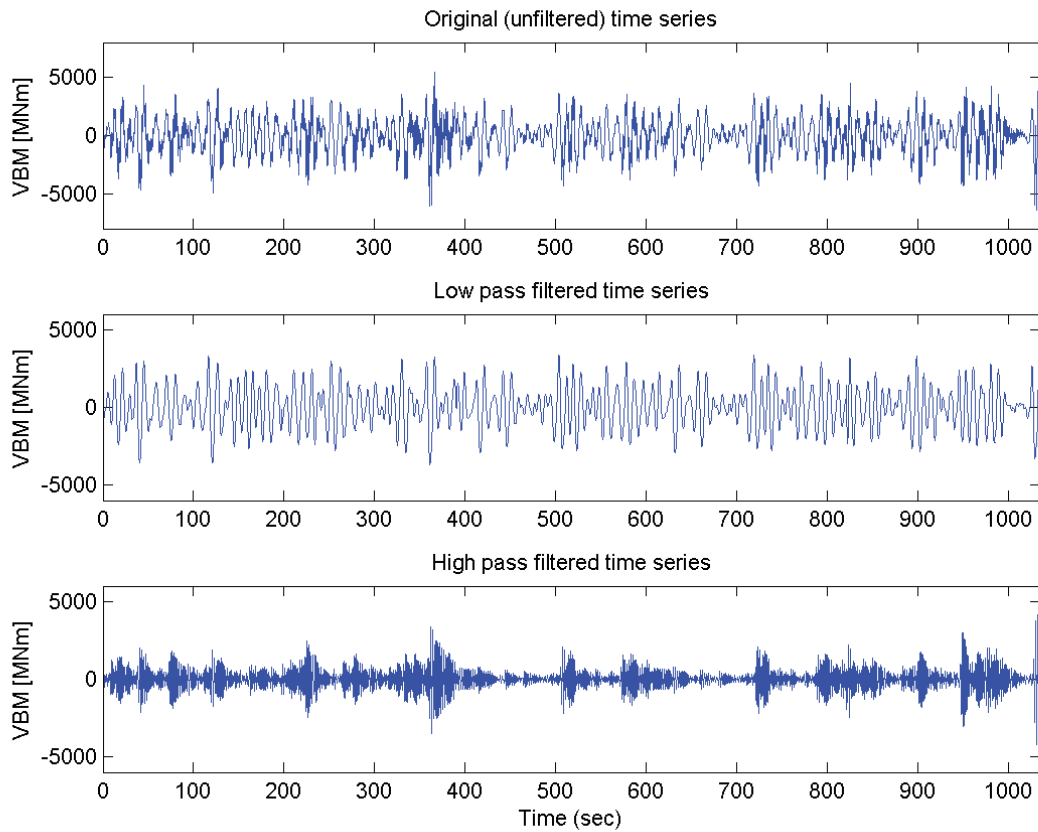 Original (unfiltered) time series
VBM [MNm]
5000
0
-5000
0 100 200 300 400 500 600 700 800 900 1000
Low pass filtered time series
VBM [MNm]
5000
0
-5000
0 100 200 300 400 500 600 700 800 900 1000
High pass filtered time series
VBM [MNm]
5000
0
-5000
0 100 200 300 400 500 600 700 800 900 1000
Time (sec)